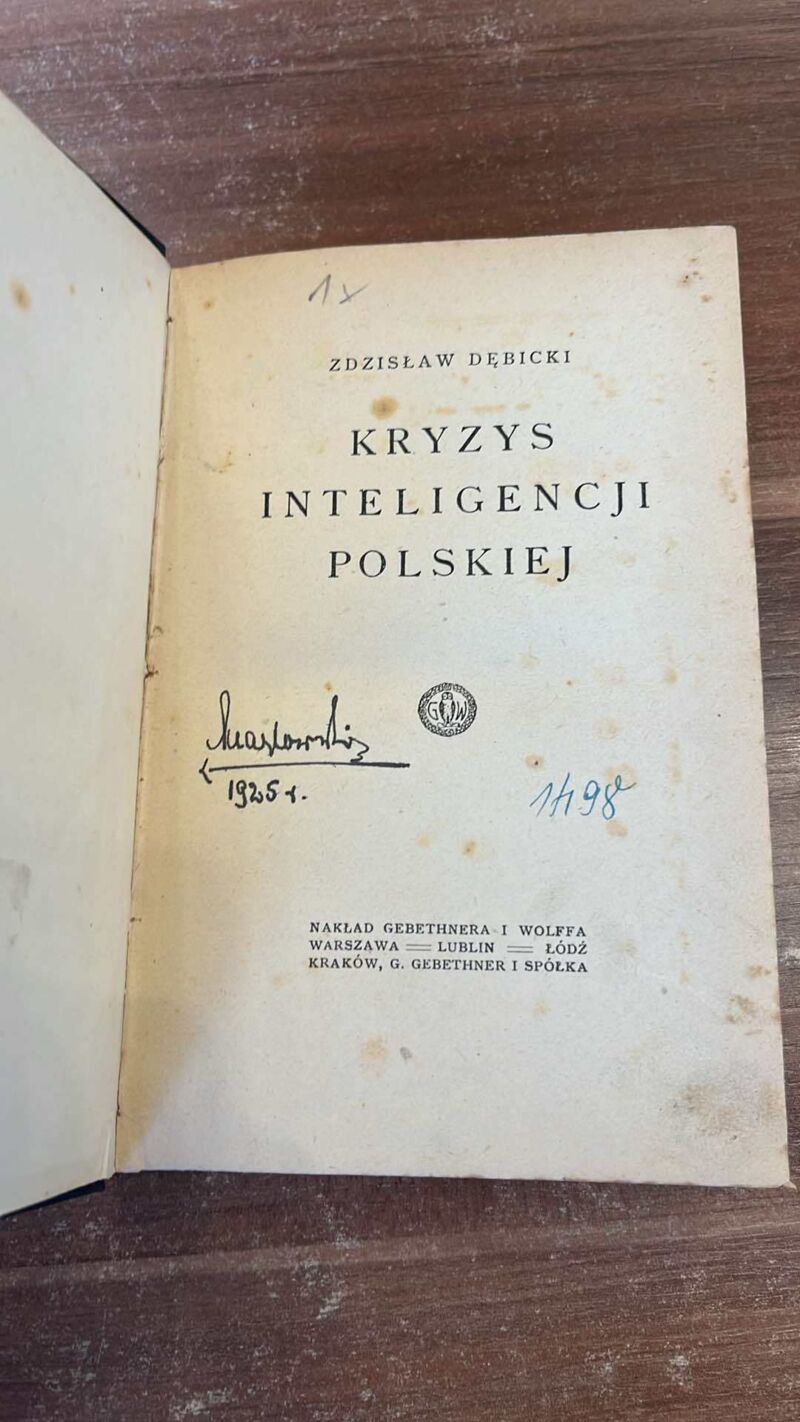 1x
ZDZISŁAW DĘBICKI
KRYZYS
INTELIGENCJI
POLSKIEJ
G W
1925 r.
1498
NAKŁAD GEBETHNERA I WOLFFA
WARSZAWA == LUBLIN == ŁÓDŹ
KRAKÓW, G. GEBETHNER I SPÓŁKA